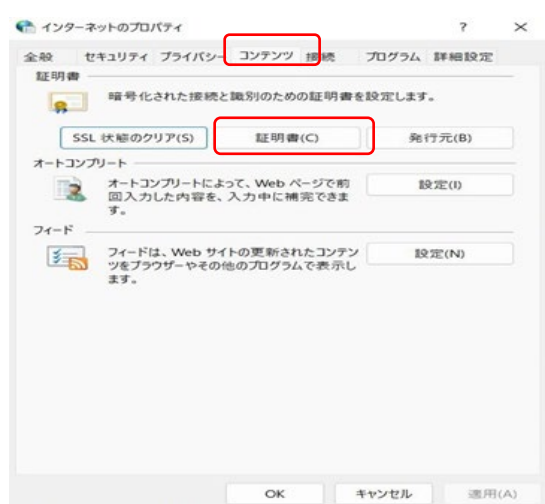 インターネットのプロパティ ? ×
全般 セキュリティ プライバシー コンテンツ 接続 プログラム 詳細設定
証明書
暗号化された接続と識別のための証明書を設定します。
SSL 状態のクリア(S) 証明書(C) 発行元(B)
オートコンプリート
オートコンプリートによって、Web ページで前 設定(I)
回入力した内容を、入力中に補完できま
す。
フィード
フィードは、Web サイトの更新されたコンテン 設定(N)
ツをブラウザーやその他のプログラムで表示し
ます。
OK キャンセル 適用(A)